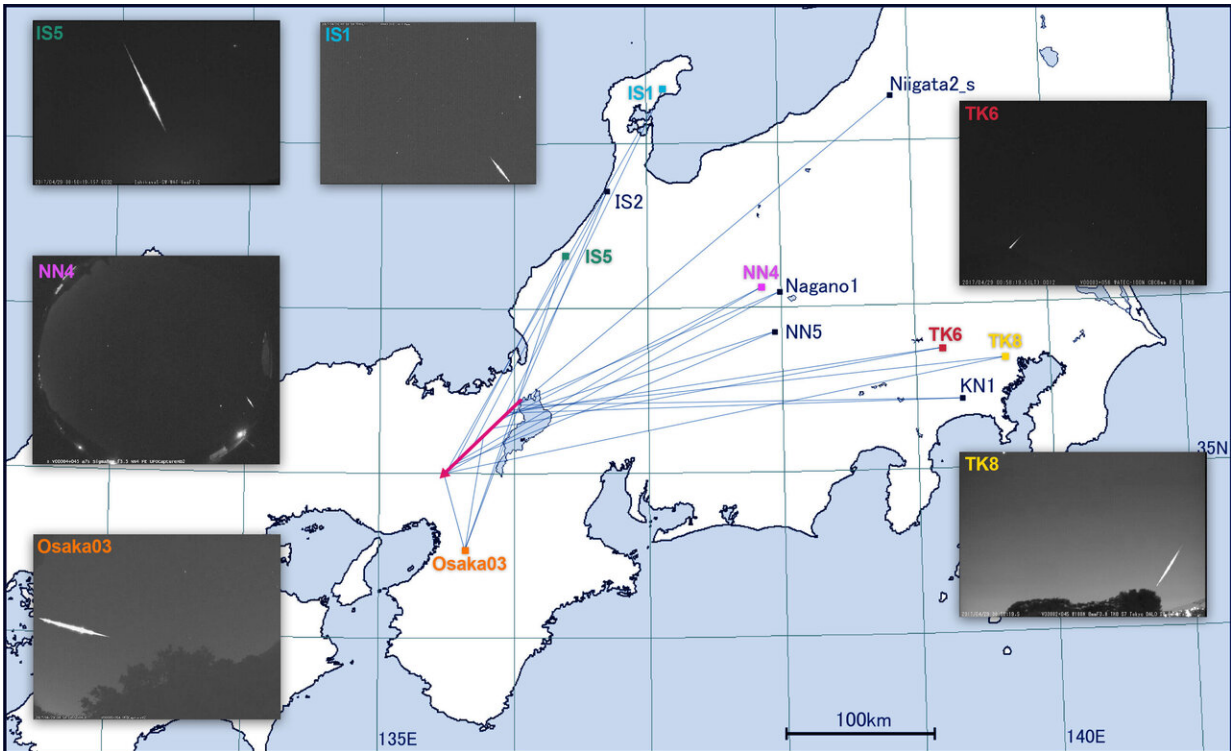 IS5
IS1
IS1
Niigata2_s
TK6
IS2
IS5
NN4
NN4
Nagano1
NN5
TK6
TK8
KN1
35N
TK8
Osaka03
Osaka03
100km
135E
140E